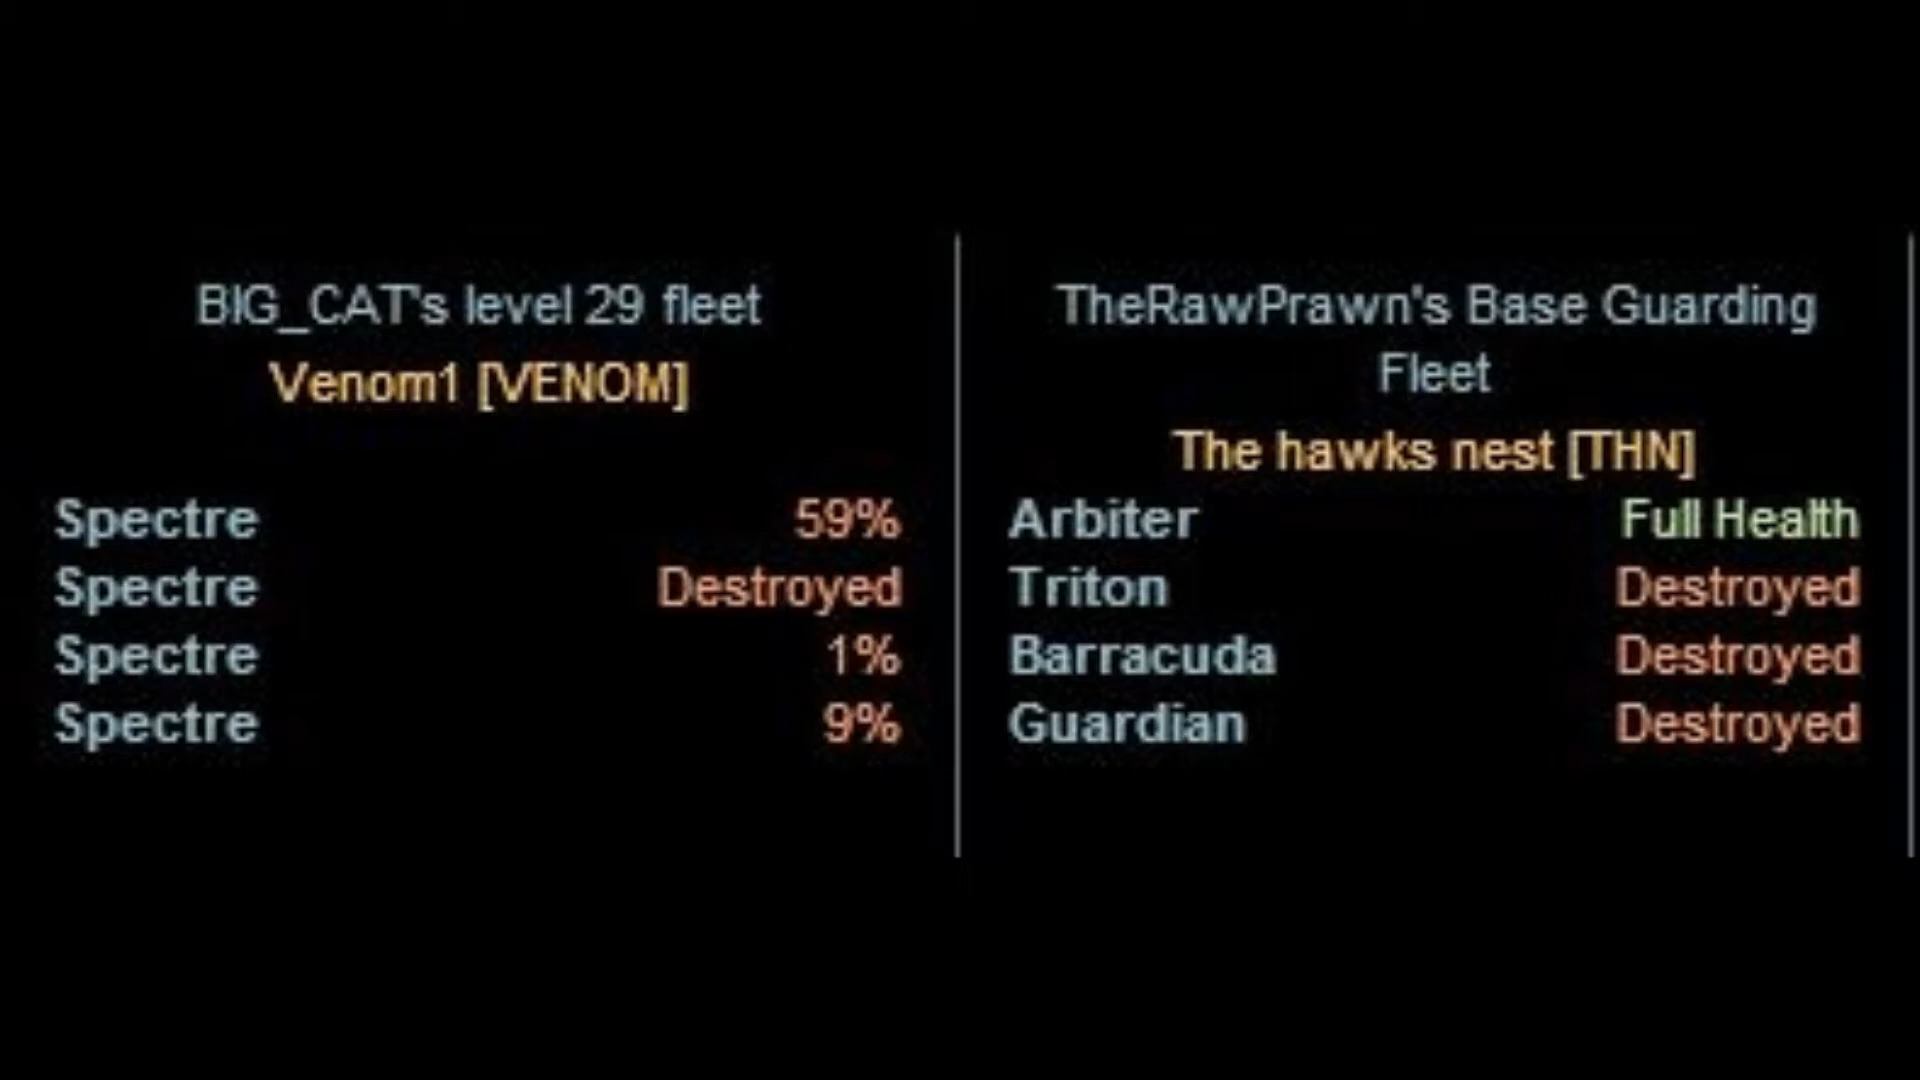 BIG_CAT's level 29 fleet
Venom1 [VENOM]
Spectre 59%
Spectre Destroyed
Spectre 1%
Spectre 9%
TheRawPrawn's Base Guarding
Fleet
The hawks nest [THN]
Arbiter Full Health
Triton Destroyed
Barracuda Destroyed
Guardian Destroyed